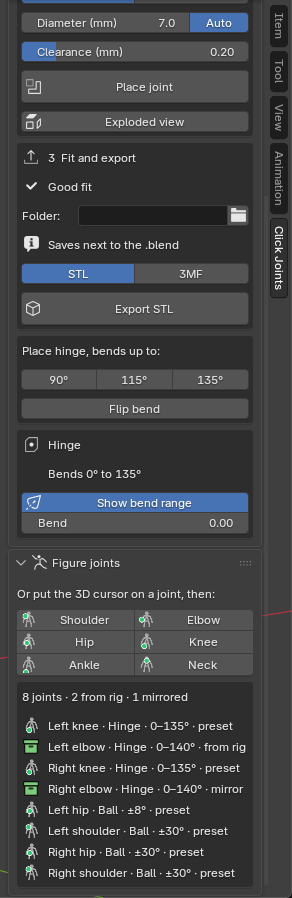 Diameter (mm) 7.0 Auto
Clearance (mm) 0.20
Place joint
Exploded view
3 Fit and export
Good fit
Folder:
Saves next to the .blend
STL 3MF
Export STL
Place hinge, bends up to:
90° 115° 135°
Flip bend
Hinge
Bends 0° to 135°
Show bend range
Bend 0.00
Figure joints
Or put the 3D cursor on a joint, then:
Shoulder Elbow
Hip Knee
Ankle Neck
8 joints · 2 from rig · 1 mirrored
Left knee · Hinge · 0–135° · preset
Left elbow · Hinge · 0–140° · from rig
Right knee · Hinge · 0–135° · preset
Right elbow · Hinge · 0–140° · mirror
Left hip · Ball · ±8° · preset
Left shoulder · Ball · ±30° · preset
Right hip · Ball · ±30° · preset
Right shoulder · Ball · ±30° · preset
Item
Tool
View
Animation
Click Joints